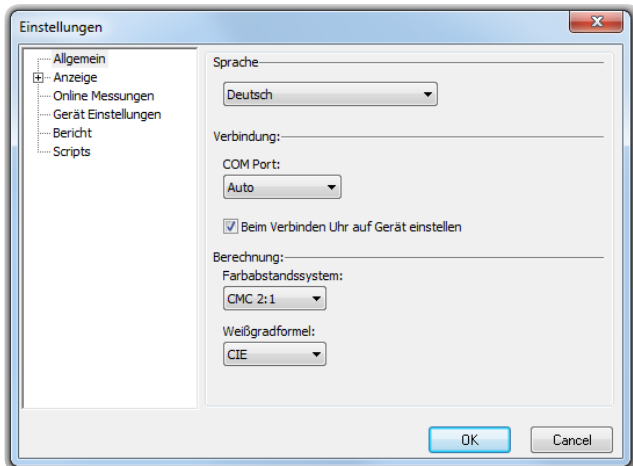 Einstellungen
Allgemein
Anzeige
Online Messungen
Gerät Einstellungen
Bericht
Scripts
Sprache
Deutsch
Verbindung:
COM Port:
Auto
Beim Verbinden Uhr auf Gerät einstellen
Berechnung:
Farbabstandssystem:
CMC 2:1
Weißgradformel:
CIE
OK
Cancel